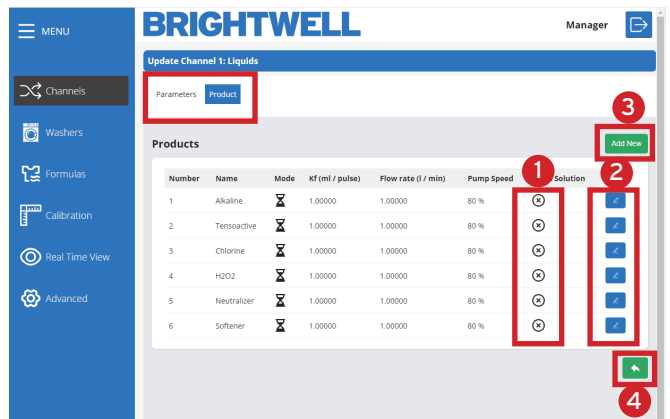 MENU
BRIGHTWELL
Manager
Update Channel 1: Liquids
Channels
Parameters Product
3
Washers
Products
Add New
1
2
Formulas
Number Name Mode Kf (ml / pulse) Flow rate (l / min) Pump Speed Solution
1 Alkaline 1.00000 1.00000 80 %
Calibration
2 Tensoactive 1.00000 1.00000 80 %
3 Chlorine 1.00000 1.00000 80 %
Real Time View
4 H2O2 1.00000 1.00000 80 %
5 Neutralizer 1.00000 1.00000 80 %
Advanced
6 Softener 1.00000 1.00000 80 %
4